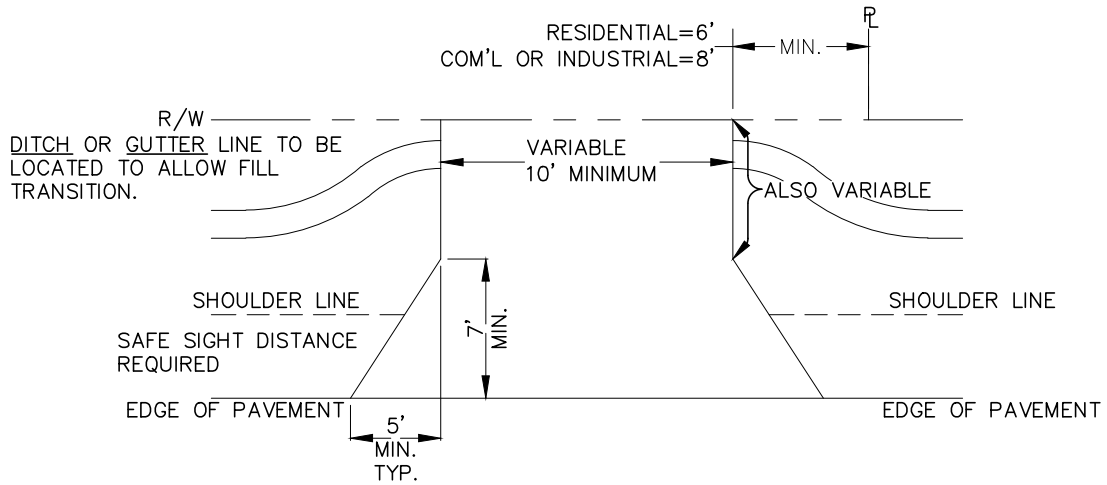 RESIDENTIAL=6'
COM'L OR INDUSTRIAL=8'
MIN.
PL
R/W
DITCH OR GUTTER LINE TO BE
LOCATED TO ALLOW FILL
TRANSITION.
VARIABLE
10' MINIMUM
ALSO VARIABLE
SHOULDER LINE
SHOULDER LINE
SAFE SIGHT DISTANCE
REQUIRED
7'
MIN.
EDGE OF PAVEMENT
EDGE OF PAVEMENT
5'
MIN.
TYP.